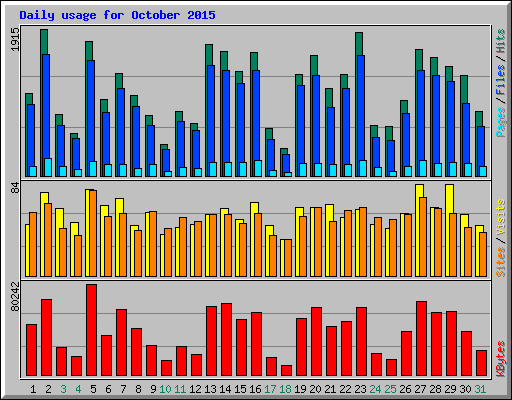 Daily usage for October 2015
1915
Pages / Files / Hits
84
Sites / Visits
80242
KBytes
1 2 3 4 5 6 7 8 9 10 11 12 13 14 15 16 17 18 19 20 21 22 23 24 25 26 27 28 29 30 31